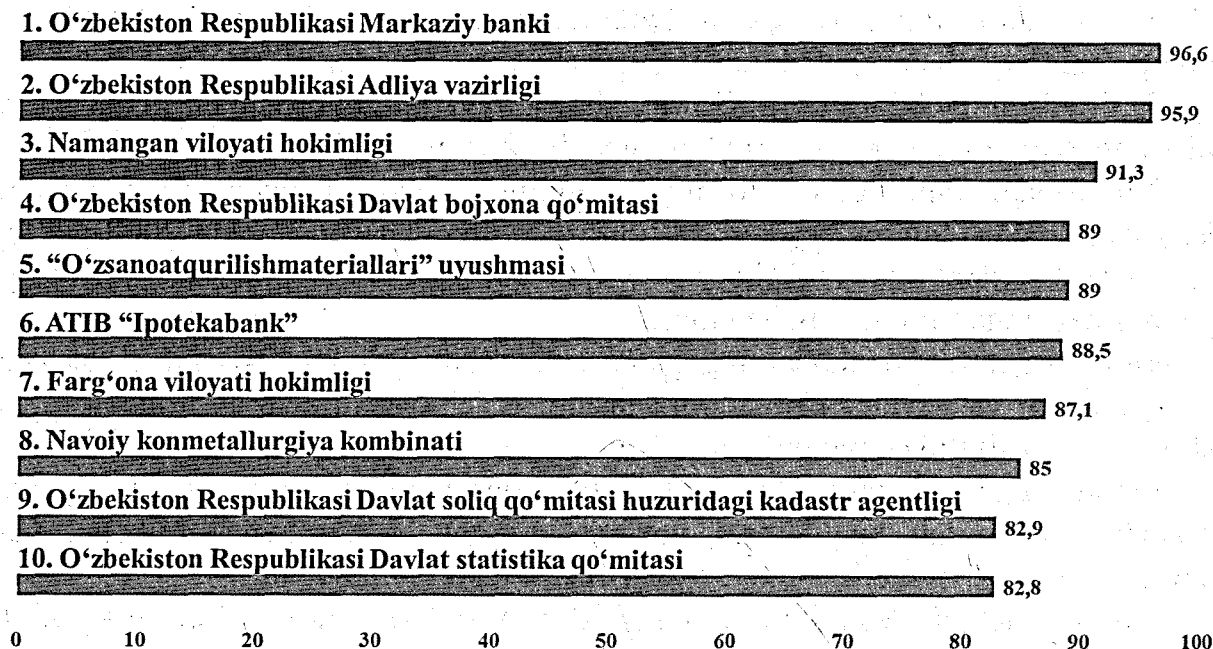 1. O‘zbekiston Respublikasi Markaziy banki
96,6
2. O‘zbekiston Respublikasi Adliya vazirligi
95,9
3. Namangan viloyati hokimligi
91,3
4. O‘zbekiston Respublikasi Davlat bojxona qo‘mitasi
89
5. “O‘zsanoatqurilishmateriallari” uyushmasi
89
6. ATIB “Ipotekabank”
88,5
7. Farg‘ona viloyati hokimligi
87,1
8. Navoiy konmetallurgiya kombinati
85
9. O‘zbekiston Respublikasi Davlat soliq qo‘mitasi huzuridagi kadastr agentligi
82,9
10. O‘zbekiston Respublikasi Davlat statistika qo‘mitasi
82,8
0 10 20 30 40 50 60 70 80 90 100